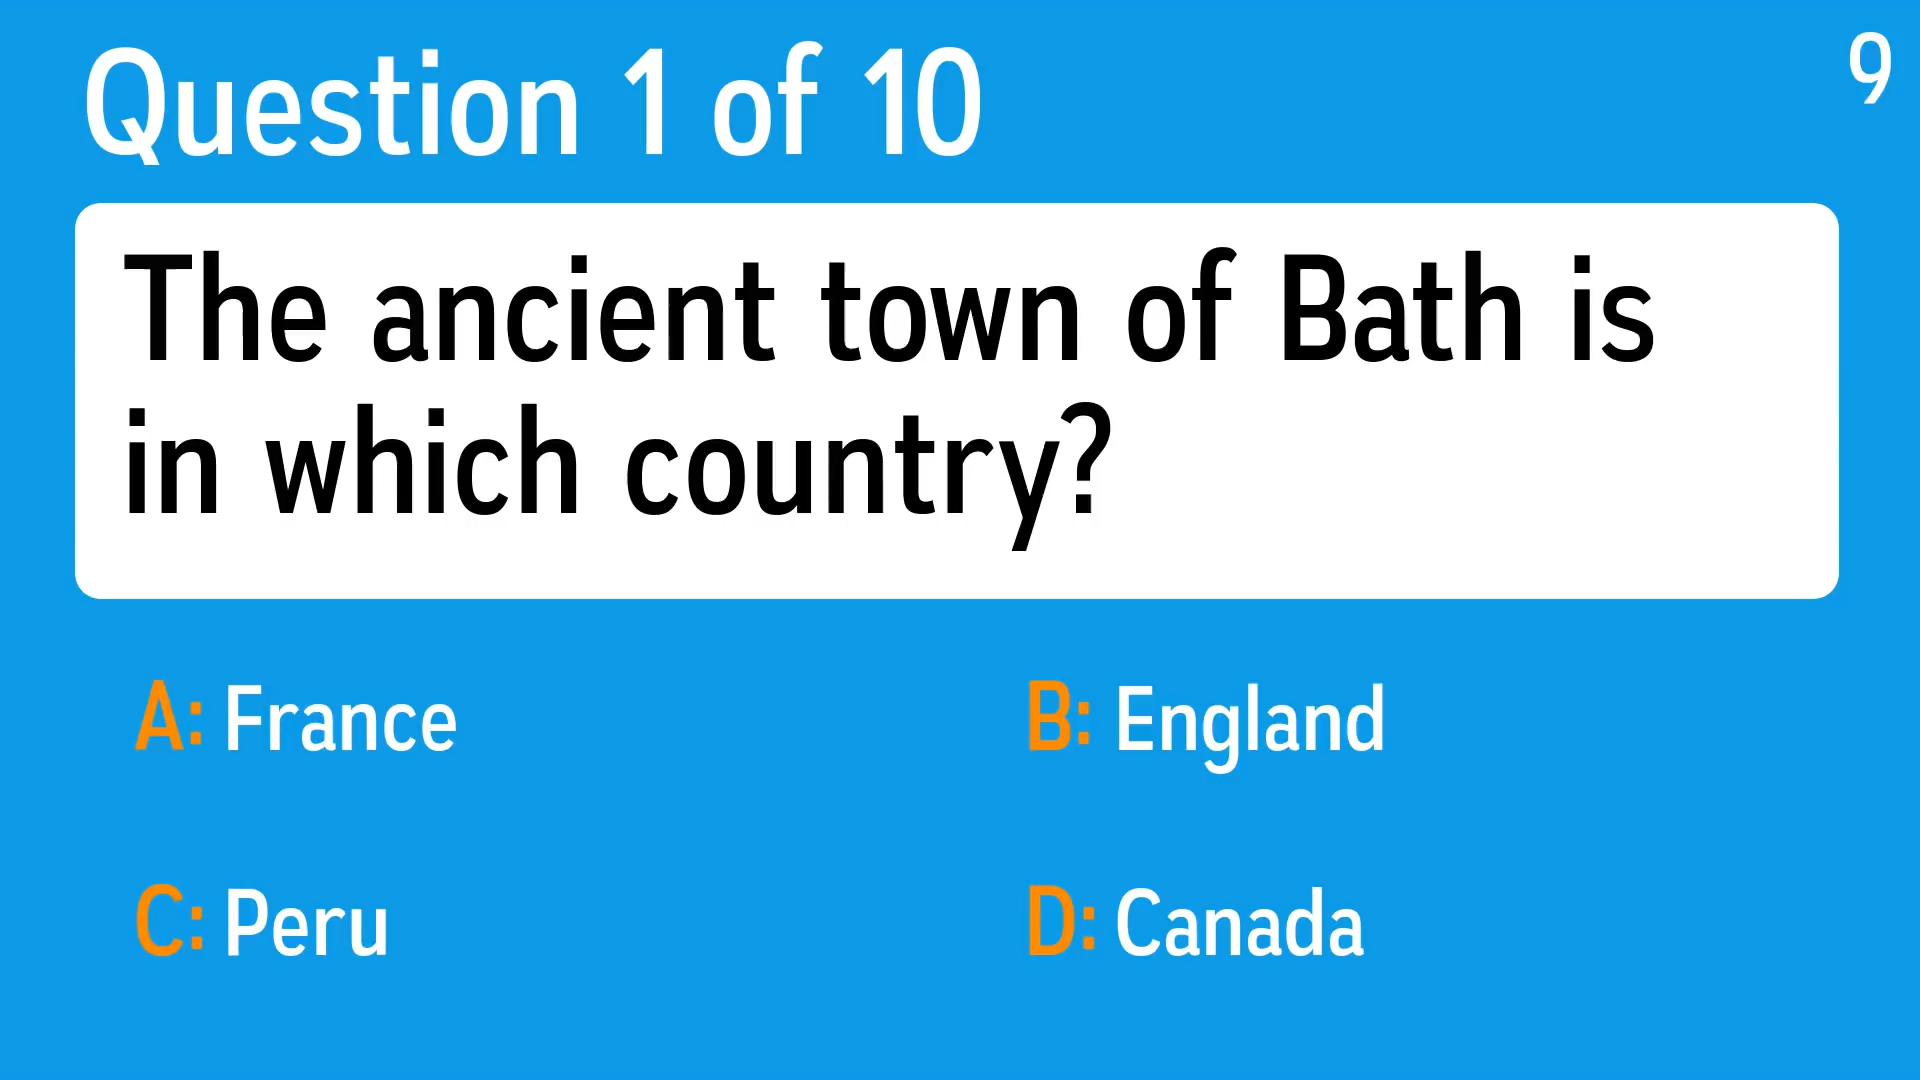 Question 1 of 10
9
The ancient town of Bath is
in which country?
A: France
B: England
C: Peru
D: Canada